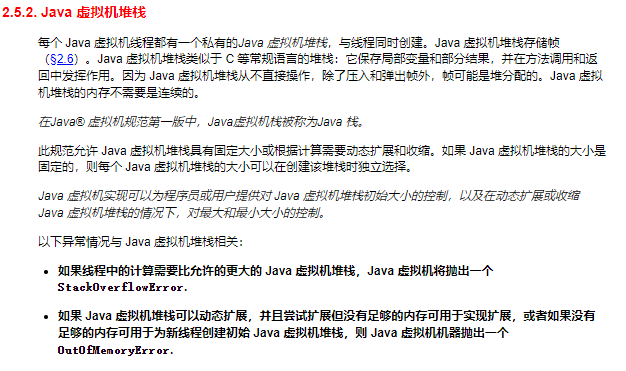 2.5.2. Java 虚拟机堆栈
每个 Java 虚拟机线程都有一个私有的Java 虚拟机堆栈，与线程同时创建。Java 虚拟机堆栈存储帧
（§2.6）。Java 虚拟机堆栈类似于 C 等常规语言的堆栈：它保存局部变量和部分结果，并在方法调用和返
回中发挥作用。因为 Java 虚拟机堆栈从不直接操作，除了压入和弹出帧外，帧可能是堆分配的。Java 虚拟
机堆栈的内存不需要是连续的。
在Java® 虚拟机规范第一版中，Java虚拟机栈被称为Java 栈。
此规范允许 Java 虚拟机堆栈具有固定大小或根据计算需要动态扩展和收缩。如果 Java 虚拟机堆栈的大小是
固定的，则每个 Java 虚拟机堆栈的大小可以在创建该堆栈时独立选择。
Java 虚拟机实现可以为程序员或用户提供对 Java 虚拟机堆栈初始大小的控制，以及在动态扩展或收缩
Java 虚拟机堆栈的情况下，对最大和最小大小的控制。
以下异常情况与 Java 虚拟机堆栈相关：
• 如果线程中的计算需要比允许的更大的 Java 虚拟机堆栈，Java 虚拟机将抛出一个
StackOverflowError.
• 如果 Java 虚拟机堆栈可以动态扩展，并且尝试扩展但没有足够的内存可用于实现扩展，或者如果没有
足够的内存可用于为新线程创建初始 Java 虚拟机堆栈，则 Java 虚拟机机器抛出一个
OutOfMemoryError.